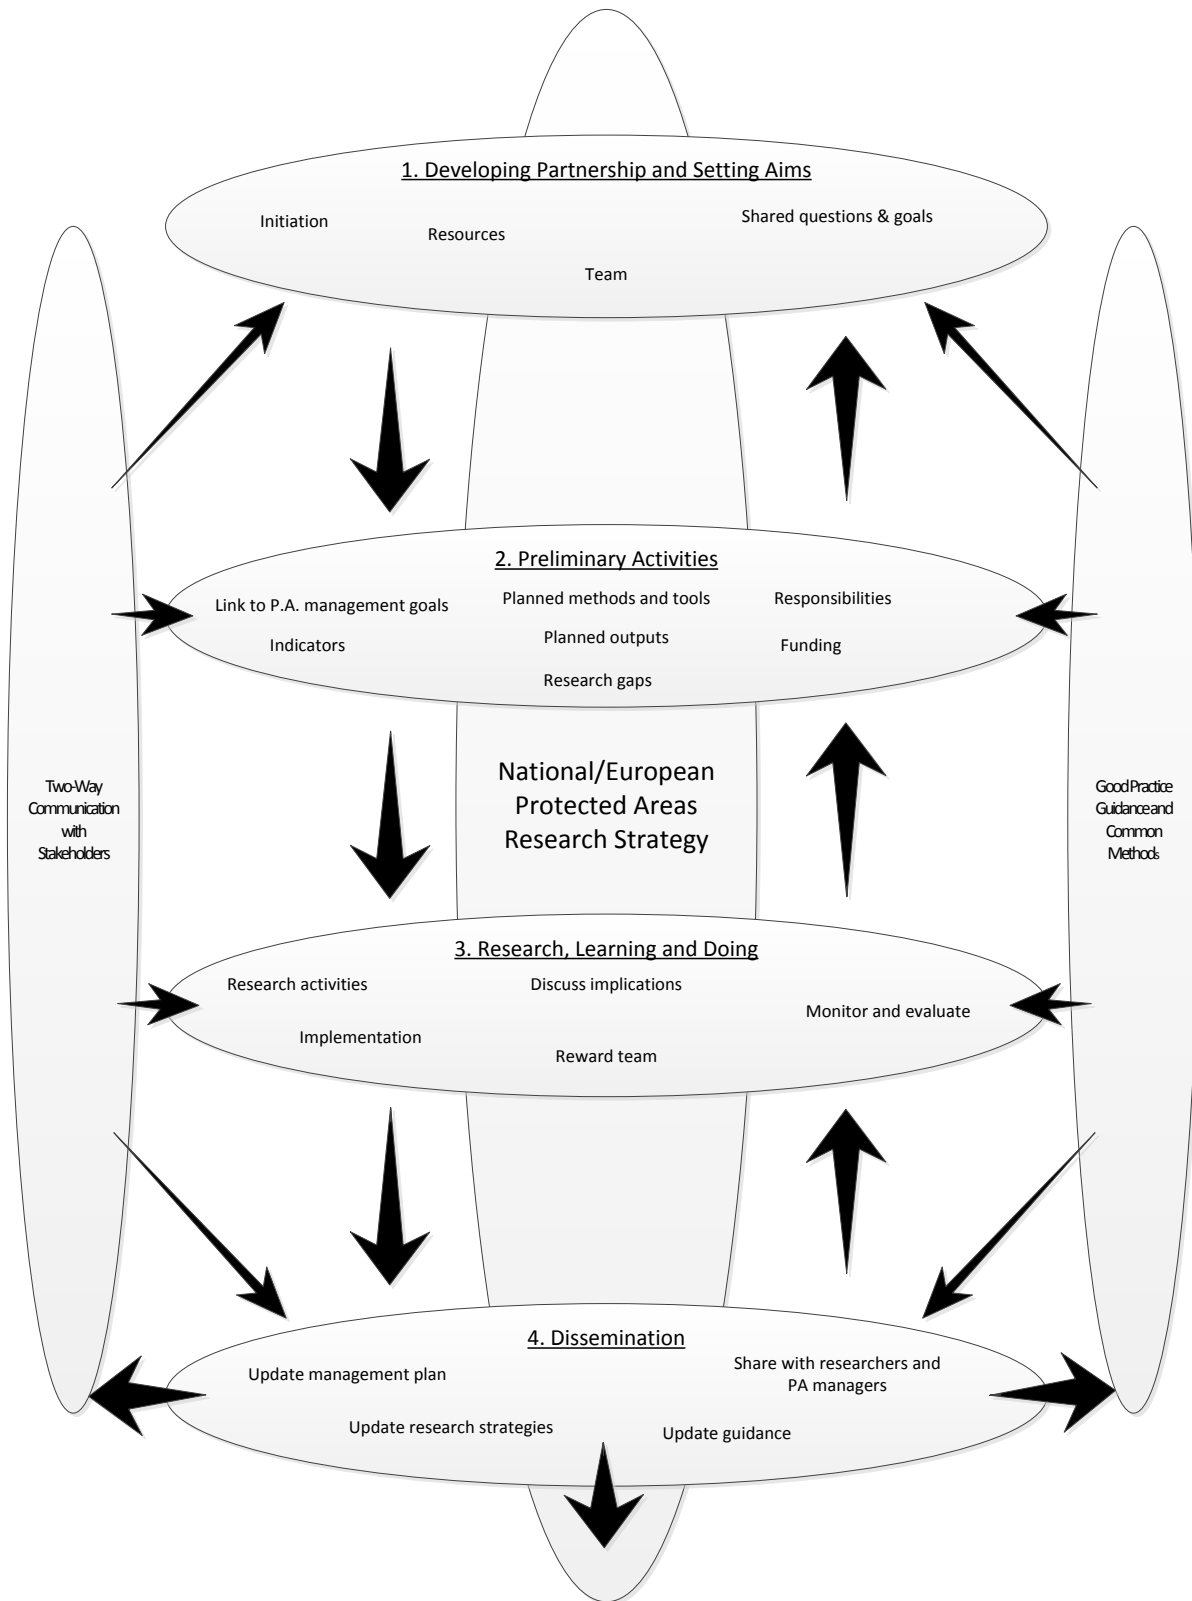 1. Developing Partnership and Setting Aims
Initiation
Resources
Shared questions & goals
Team
2. Preliminary Activities
Link to P.A. management goals
Planned methods and tools
Responsibilities
Indicators
Planned outputs
Funding
Research gaps
Two-Way
Communication
with
Stakeholders
National/European
Protected Areas
Research Strategy
Good Practice
Guidance and
Common
Methods
3. Research, Learning and Doing
Research activities
Discuss implications
Monitor and evaluate
Implementation
Reward team
4. Dissemination
Update management plan
Share with researchers and
PA managers
Update research strategies
Update guidance